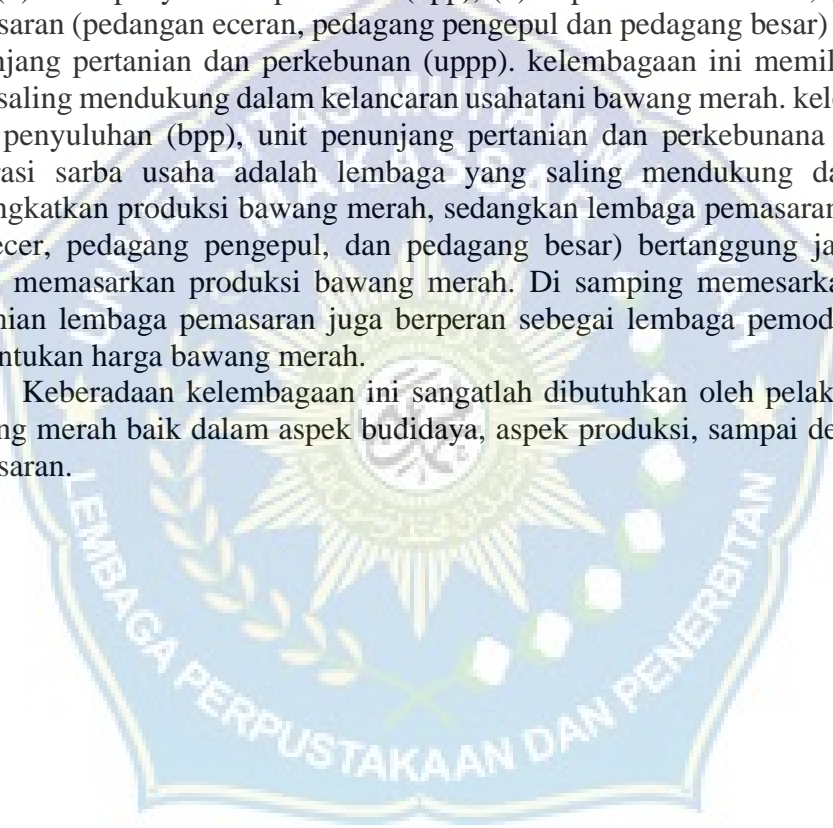 saran (pedangan eceran, pedagang pengepul dan pedagang besar)
njang pertanian dan perkebunan (uppp). kelembagaan ini memil
saling mendukung dalam kelancaran usahatani bawang merah. kel
penyuluhan (bpp), unit penunjang pertanian dan perkebunana
asi sarba usaha adalah lembaga yang saling mendukung da
ngkatkan produksi bawang merah, sedangkan lembaga pemasaran
ecer, pedagang pengepul, dan pedagang besar) bertanggung ja
memasarkan produksi bawang merah. Di samping memesarka
nian lembaga pemasaran juga berperan sebegai lembaga pemod
ntukan harga bawang merah.
Keberadaan kelembagaan ini sangatlah dibutuhkan oleh pelak
ng merah baik dalam aspek budidaya, aspek produksi, sampai de
saran.
UNIVERSITAS MUHAMMADIYAH
MAKASSAR
LEMBAGA PERPUSTAKAAN DAN PENERBITAN